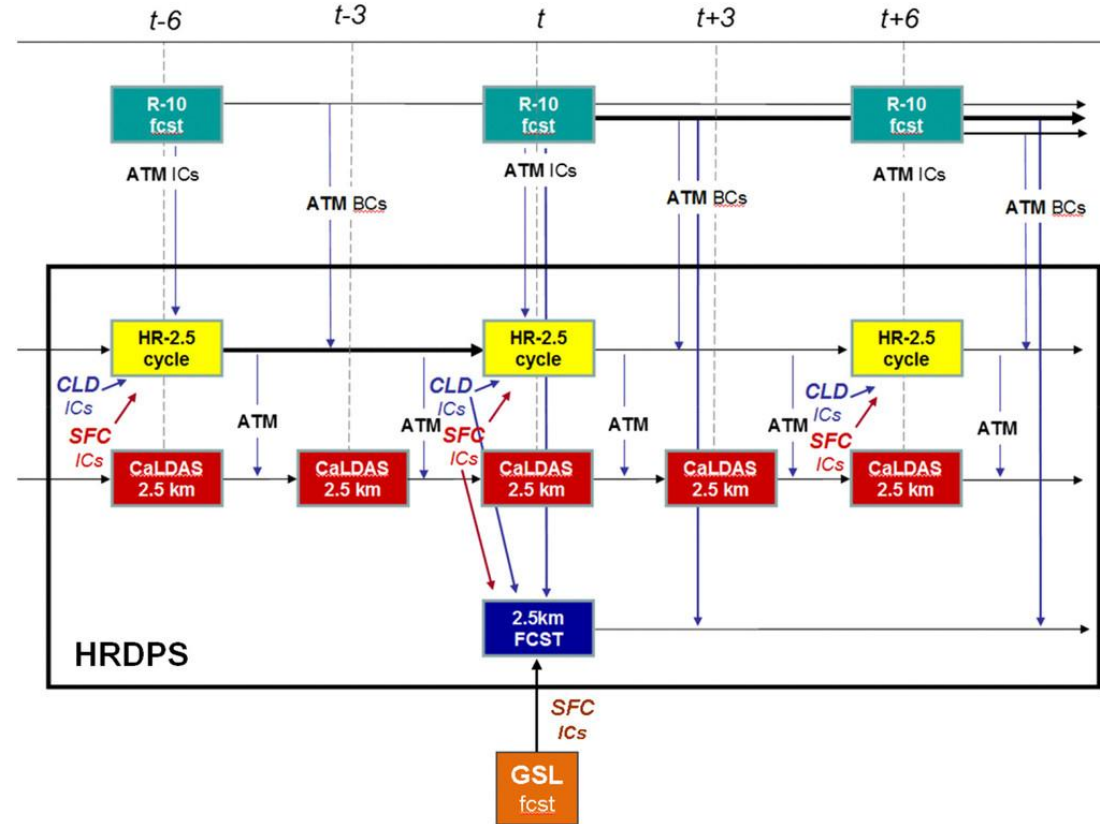 t-6
t-3
t
t+3
t+6
R-10
fcst
R-10
fcst
R-10
fcst
ATM ICs
ATM BCs
ATM ICs
ATM BCs
ATM ICs
ATM BCs
HR-2.5
cycle
HR-2.5
cycle
HR-2.5
cycle
CLD
ICs
SFC
ICs
ATM
ATM
CLD
ICs
SFC
ICs
ATM
ATM
CLD
ICs
SFC
ICs
ATM
CaLDAS
2.5 km
CaLDAS
2.5 km
CaLDAS
2.5 km
CaLDAS
2.5 km
CaLDAS
2.5 km
2.5km
FCST
HRDPS
SFC
ICs
GSL
fcst